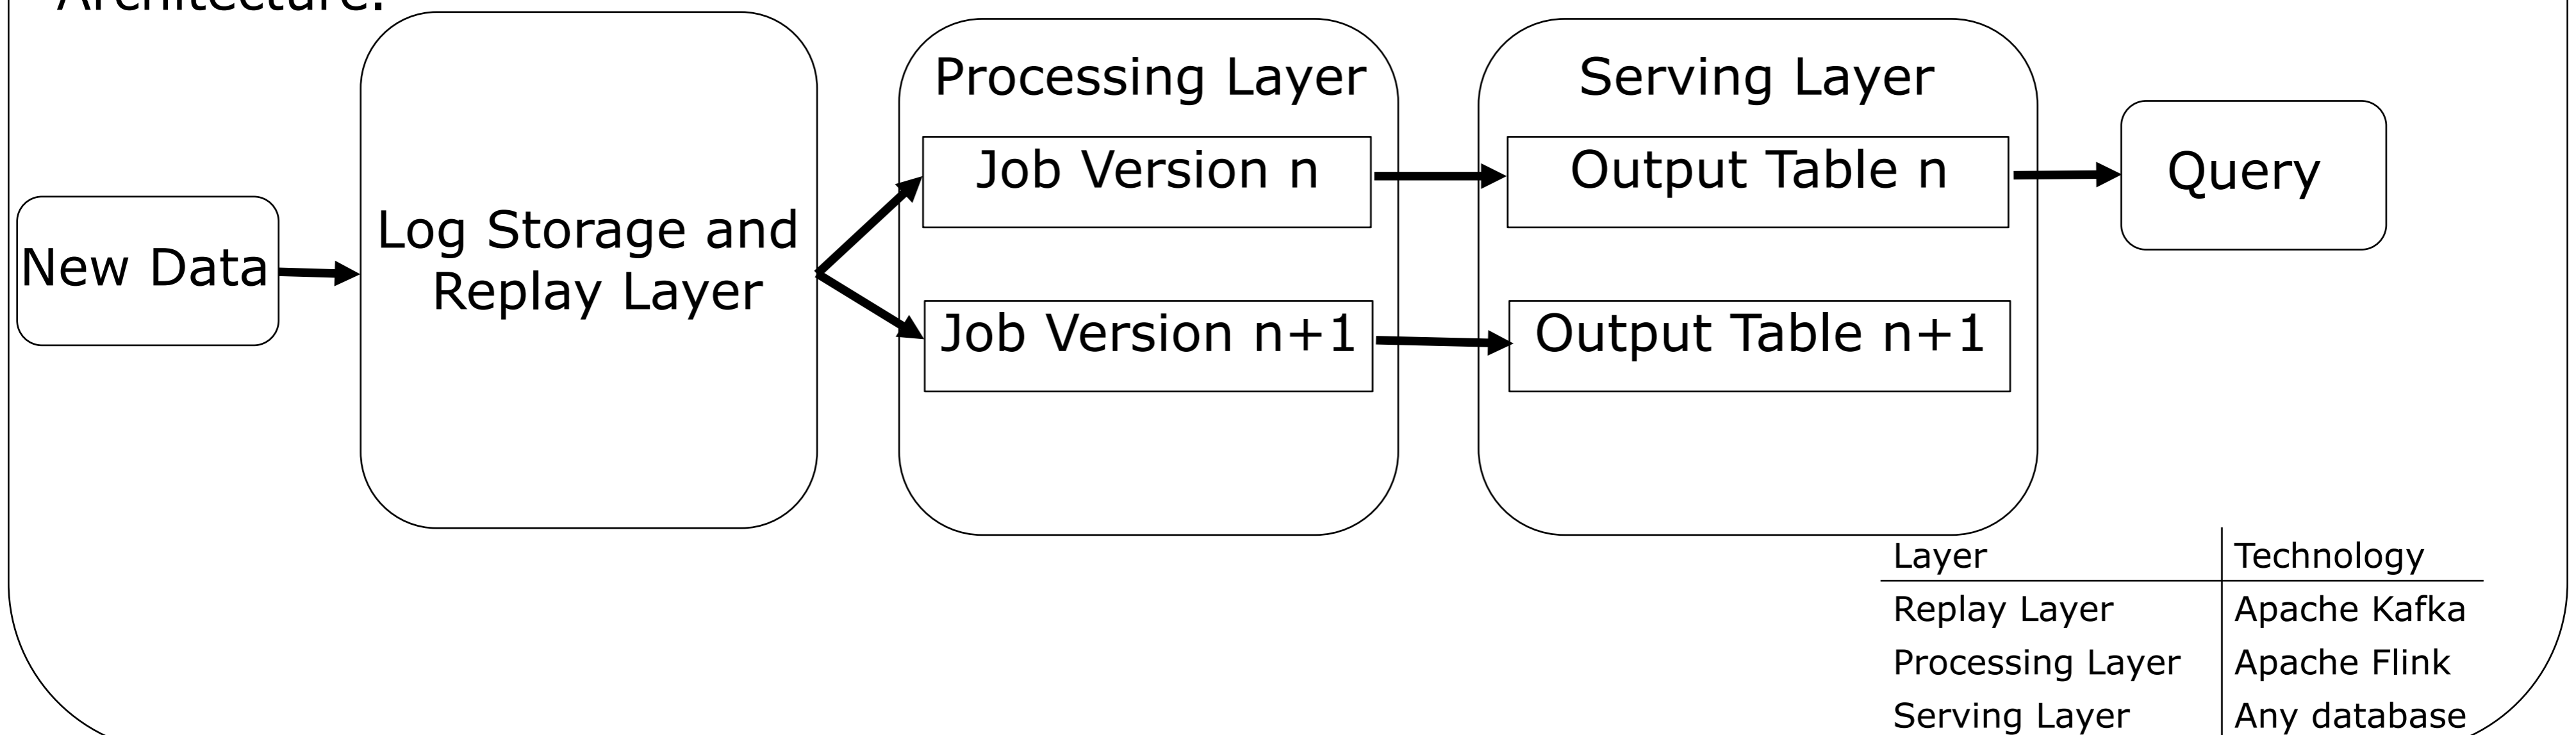 Architecture:
Processing Layer
Serving Layer
Job Version n
Output Table n
Query
New Data
Log Storage and
Replay Layer
Job Version n+1
Output Table n+1
Layer Technology
Replay Layer Apache Kafka
Processing Layer Apache Flink
Serving Layer Any database